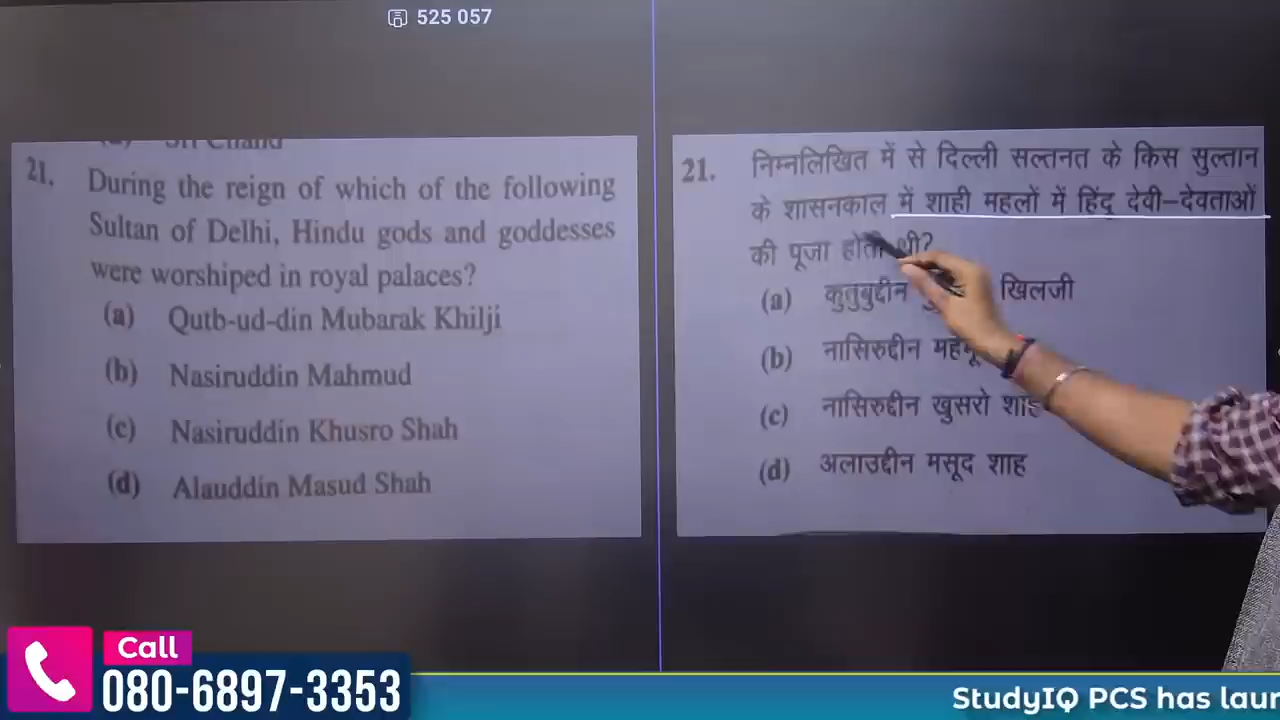 525 057
21.
During the reign of which of the following
Sultan of Delhi, Hindu gods and goddesses
were worshiped in royal palaces?
(a) Qutb-ud-din Mubarak Khilji
(b) Nasiruddin Mahmud
(c) Nasiruddin Khusro Shah
(d) Alauddin Masud Shah
21. निम्नलिखित में से दिल्ली सल्तनत के किस सुल्तान
के शासनकाल में शाही महलों में हिंदू देवी-देवताओं
की पूजा
(a) कुतुबुद्दीन खिलजी
(b) नासिरुद्दीन
(c) नासिरुद्दीन खुसरो शाह
(d) अलाउद्दीन मसूद शाह
Call
080-6897-3353
StudyIQ PCS has